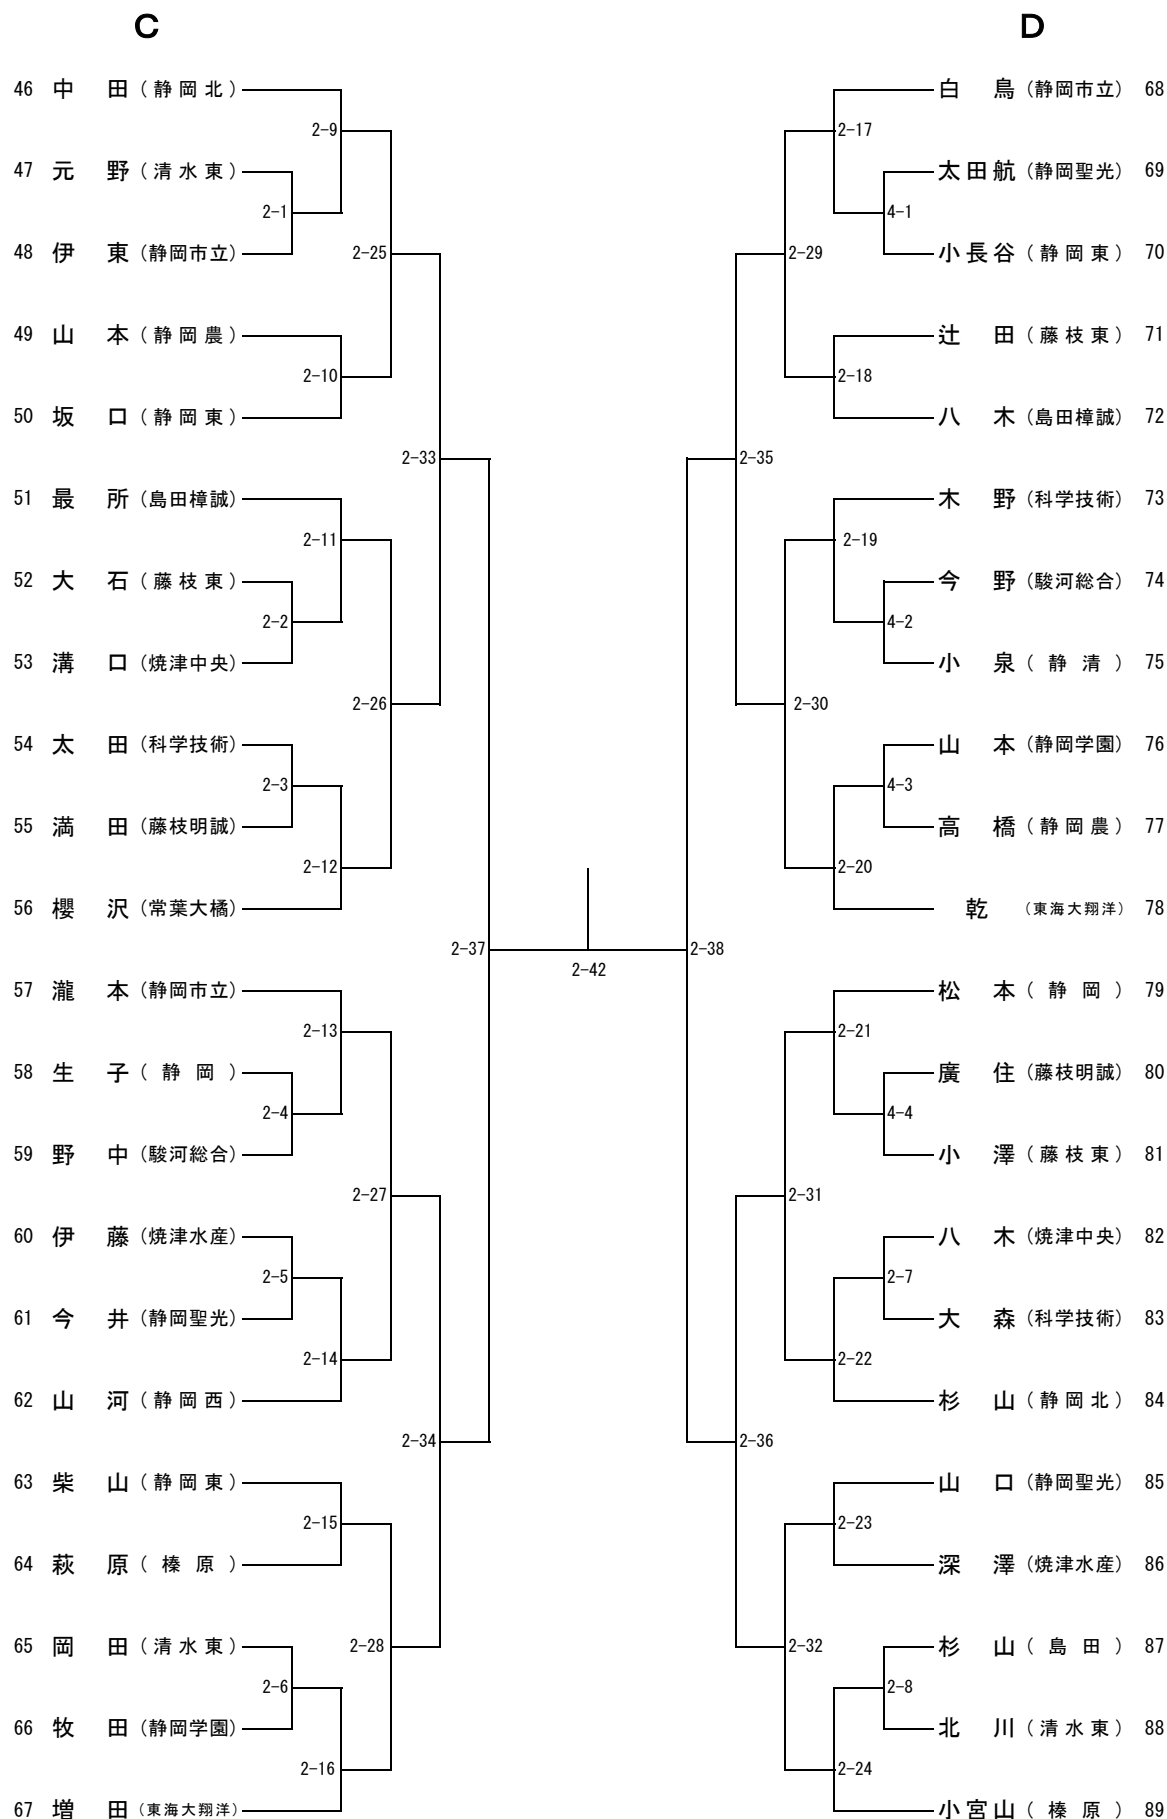 C
46 中田 (静岡北)
2-9
47 元野 (清水東)
2-1
48 伊東 (静岡市立)
2-25
49 山本 (静岡農)
2-10
50 坂口 (静岡東)
2-33
51 最所 (島田樟誠)
2-11
52 大石 (藤枝東)
2-2
53 溝口 (焼津中央)
2-26
54 太田 (科学技術)
2-3
55 満田 (藤枝明誠)
2-12
56 櫻沢 (常葉大橘)
2-37
57 瀧本 (静岡市立)
2-13
58 生子 (静岡)
2-4
59 野中 (駿河総合)
2-27
60 伊藤 (焼津水産)
2-5
61 今井 (静岡聖光)
2-14
62 山河 (静岡西)
2-34
63 柴山 (静岡東)
2-15
64 萩原 (榛原)
65 岡田 (清水東)
2-28
2-6
66 牧田 (静岡学園)
2-16
67 増田 (東海大翔洋)
2-42
D
白鳥 (静岡市立) 68
2-17
太田航 (静岡聖光) 69
4-1
小長谷 (静岡東) 70
2-29
辻田 (藤枝東) 71
2-18
八木 (島田樟誠) 72
2-35
木野 (科学技術) 73
2-19
今野 (駿河総合) 74
4-2
小泉 (静清) 75
2-30
山本 (静岡学園) 76
4-3
高橋 (静岡農) 77
2-20
乾 (東海大翔洋) 78
2-38
松本 (静岡) 79
2-21
廣住 (藤枝明誠) 80
4-4
小澤 (藤枝東) 81
2-31
八木 (焼津中央) 82
2-7
大森 (科学技術) 83
2-22
杉山 (静岡北) 84
2-36
山口 (静岡聖光) 85
2-23
深澤 (焼津水産) 86
杉山 (島田) 87
2-32
2-8
北川 (清水東) 88
2-24
小宮山 (榛原) 89